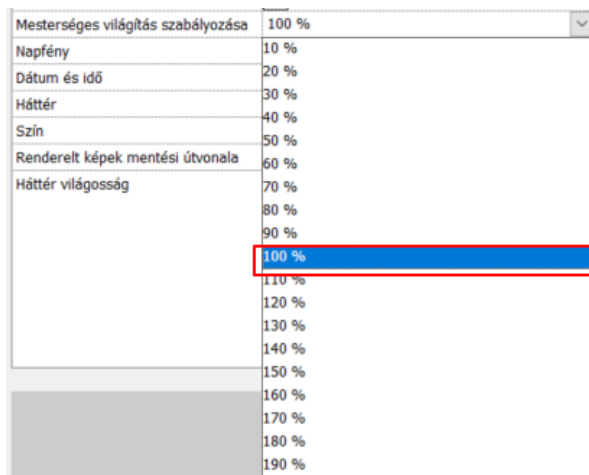 Mesterséges világítás szabályozása 100 %
Napfény 10 %
Dátum és idő 20 %
30 %
Háttér 40 %
Szín 50 %
Renderelt képek mentési útvonala 60 %
Háttér világosság 70 %
80 %
90 %
100 %
110 %
120 %
130 %
140 %
150 %
160 %
170 %
180 %
190 %